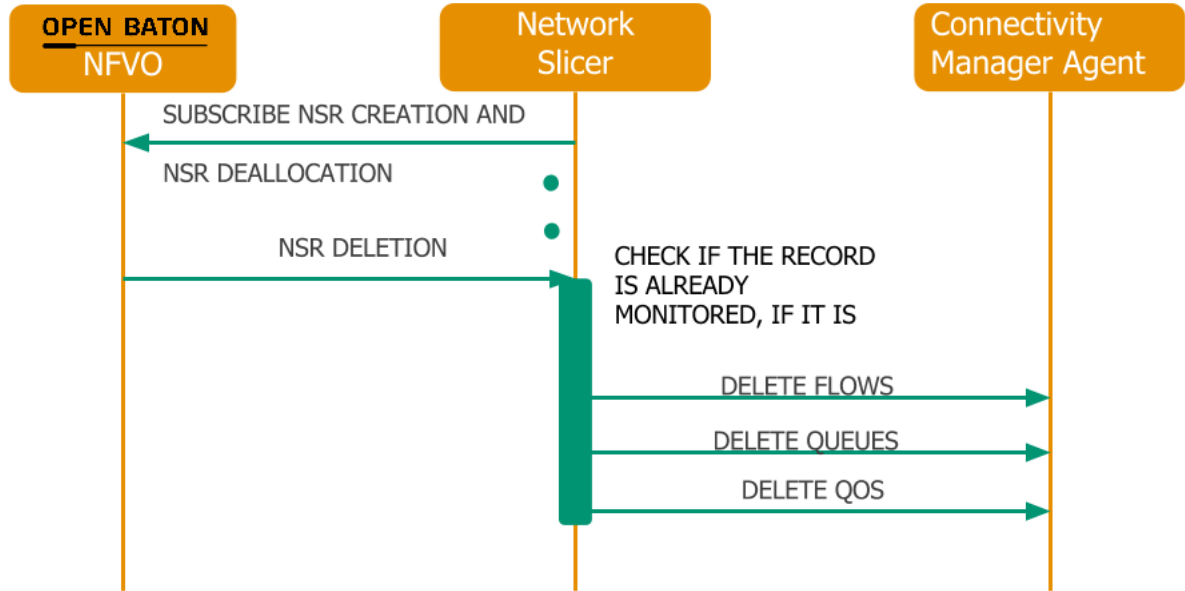 OPEN BATON
NFVO
Network
Slicer
Connectivity
Manager Agent
SUBSCRIBE NSR CREATION AND
NSR DEALLOCATION
NSR DELETION
CHECK IF THE RECORD
IS ALREADY
MONITORED, IF IT IS
DELETE FLOWS
DELETE QUEUES
DELETE QOS